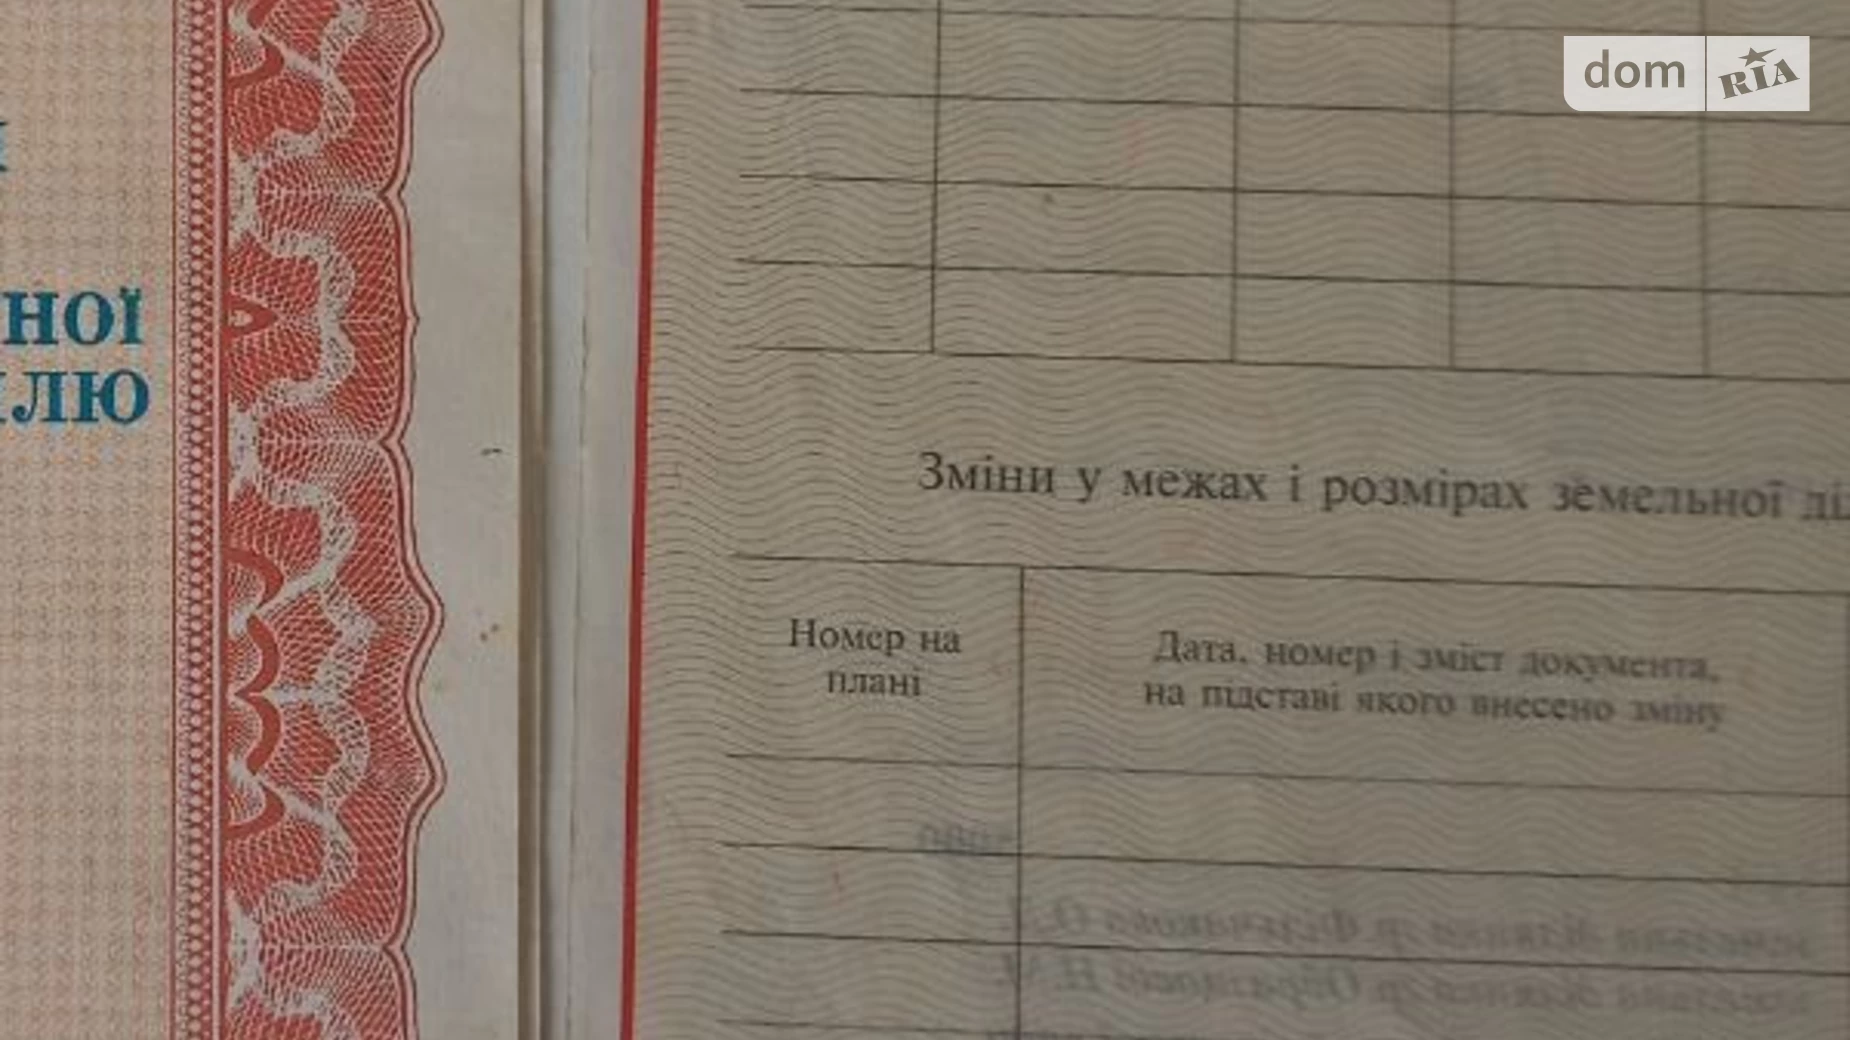 ної
лю
dom RIA
Зміни у межах і розмірах земельної
Номер на
плані
Дата, номер і зміст документа,
на підставі якого внесено зміну